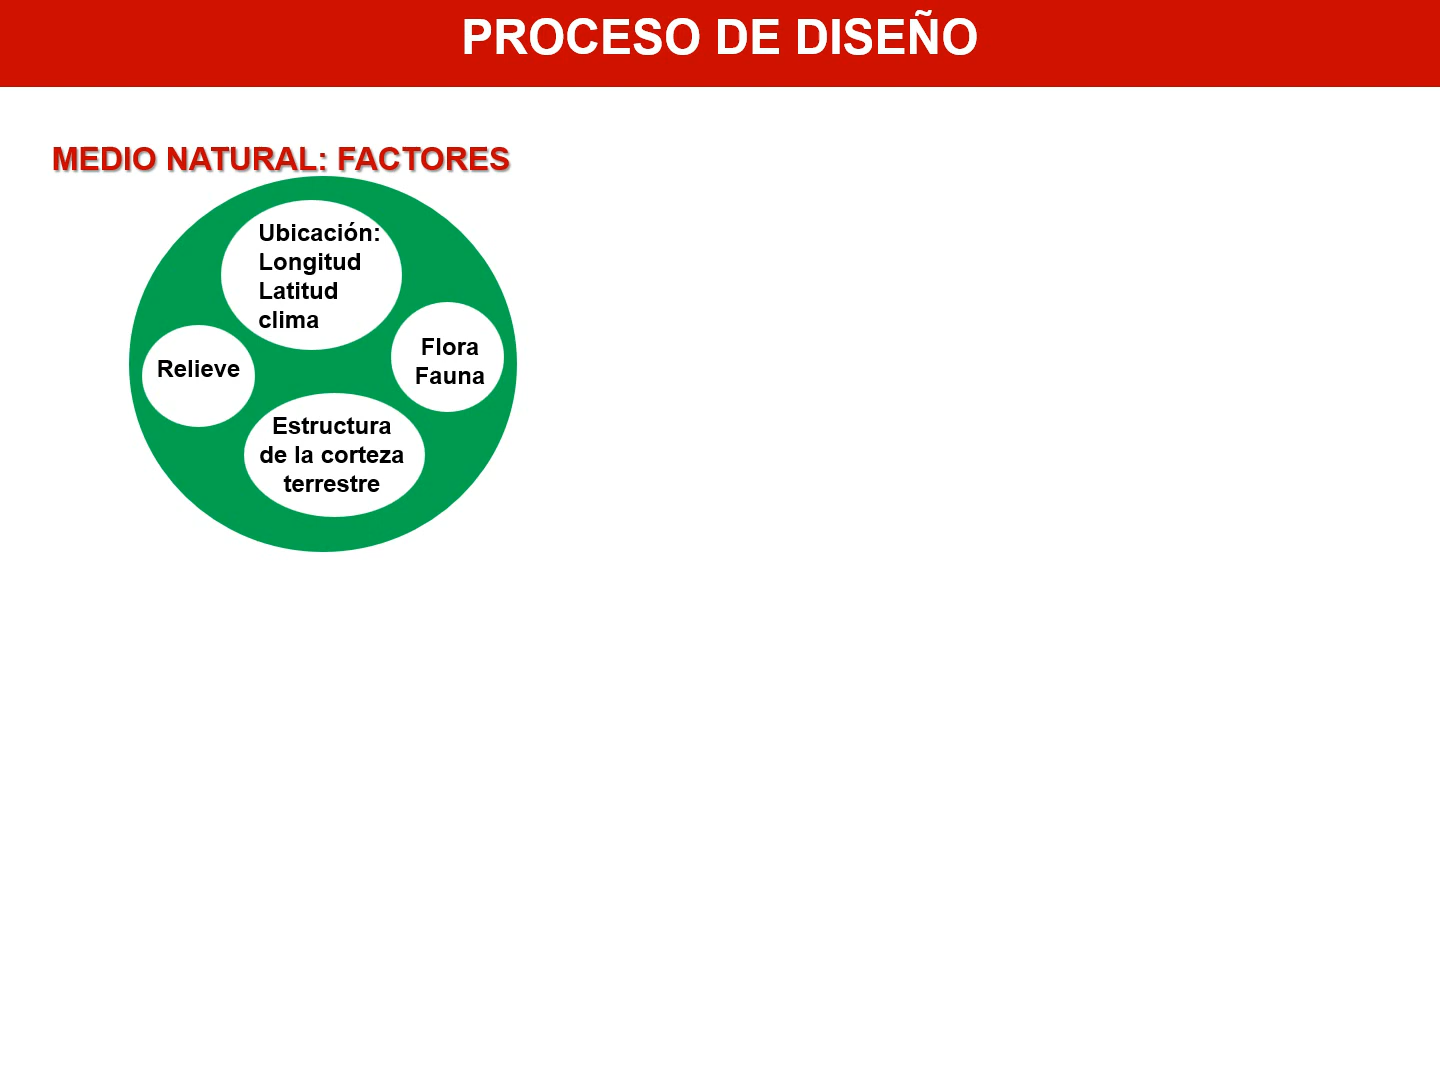 PROCESO DE DISEÑO
MEDIO NATURAL: FACTORES
Ubicación:
Longitud
Latitud
clima
Flora
Fauna
Relieve
Estructura
de la corteza
terrestre